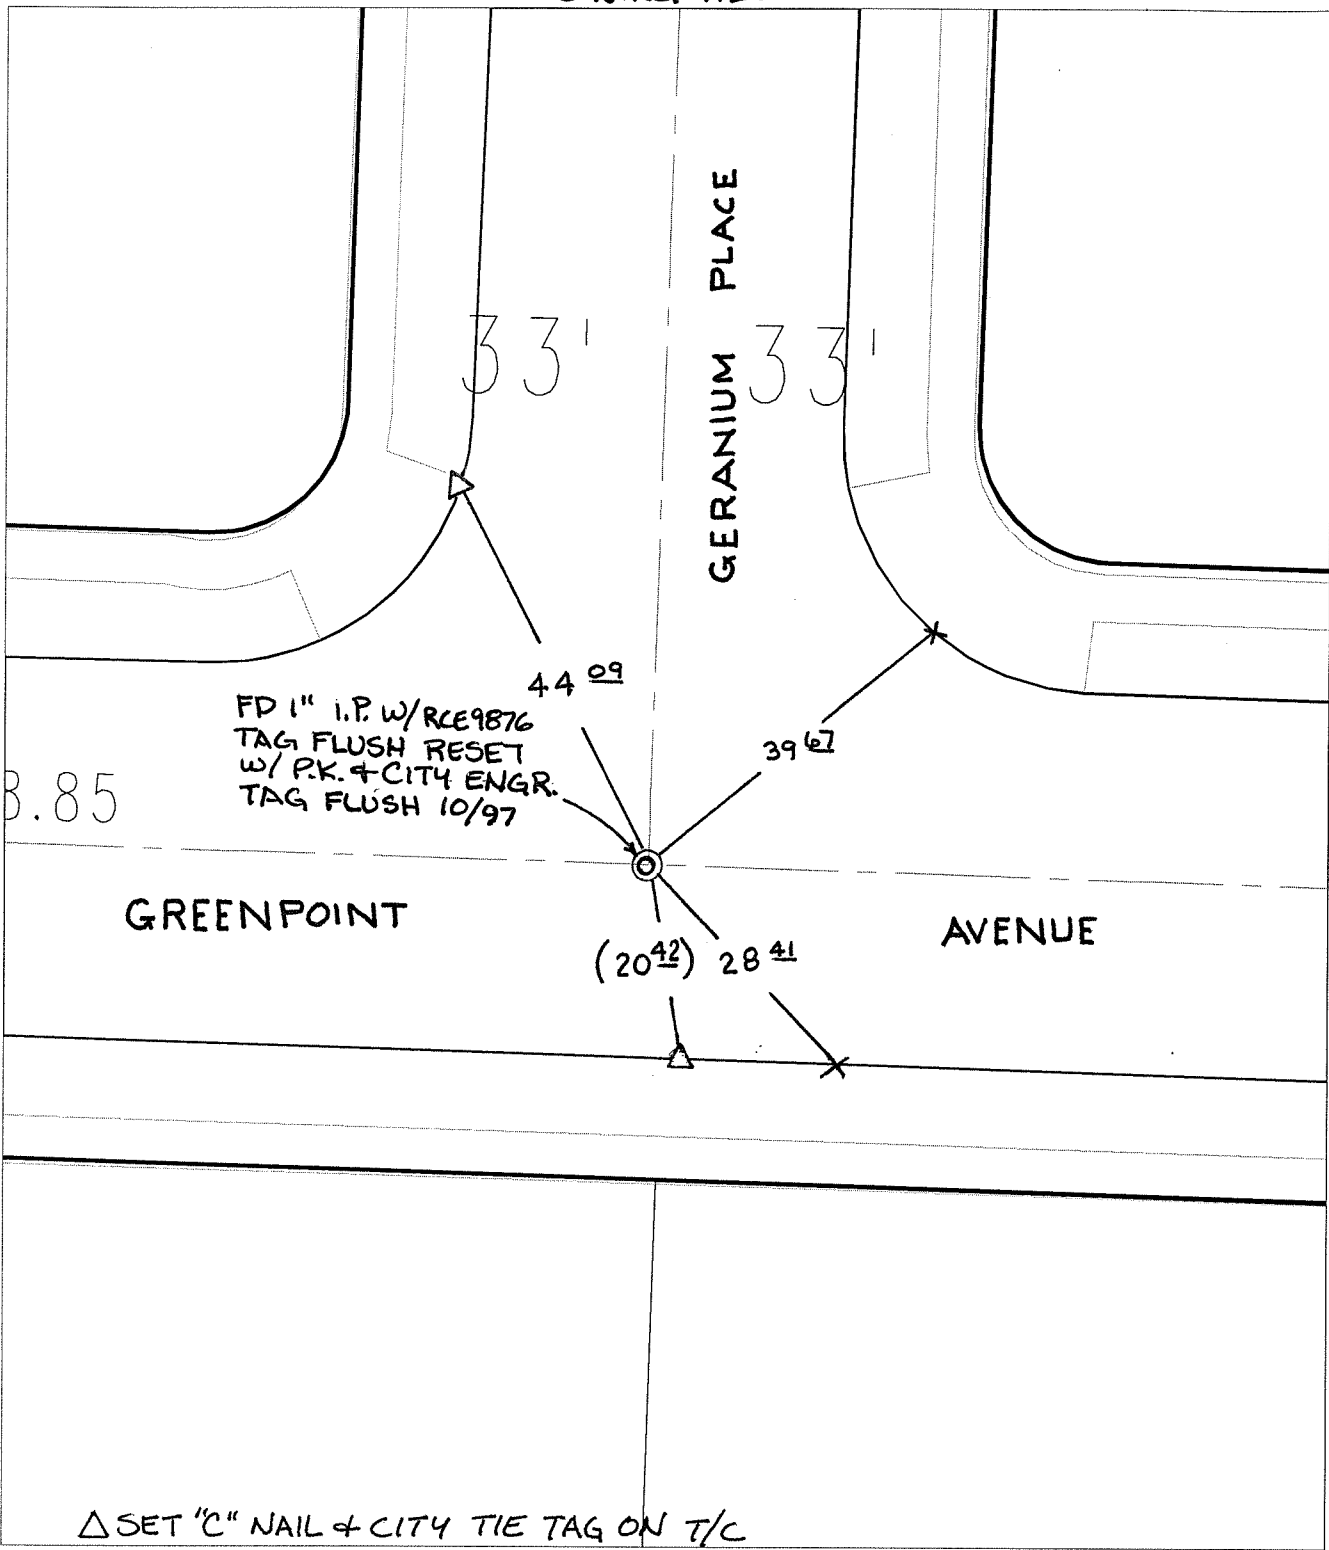 GERANIUM PLACE
33'
33'
44 09
39 67
FD 1" I.P. W/RCE9876
TAG FLUSH RESET
W/ P.K. & CITY ENGR.
TAG FLUSH 10/97
8.85
GREENPOINT
AVENUE
(20 42)
28 41
△ SET "C" NAIL & CITY TIE TAG ON T/C